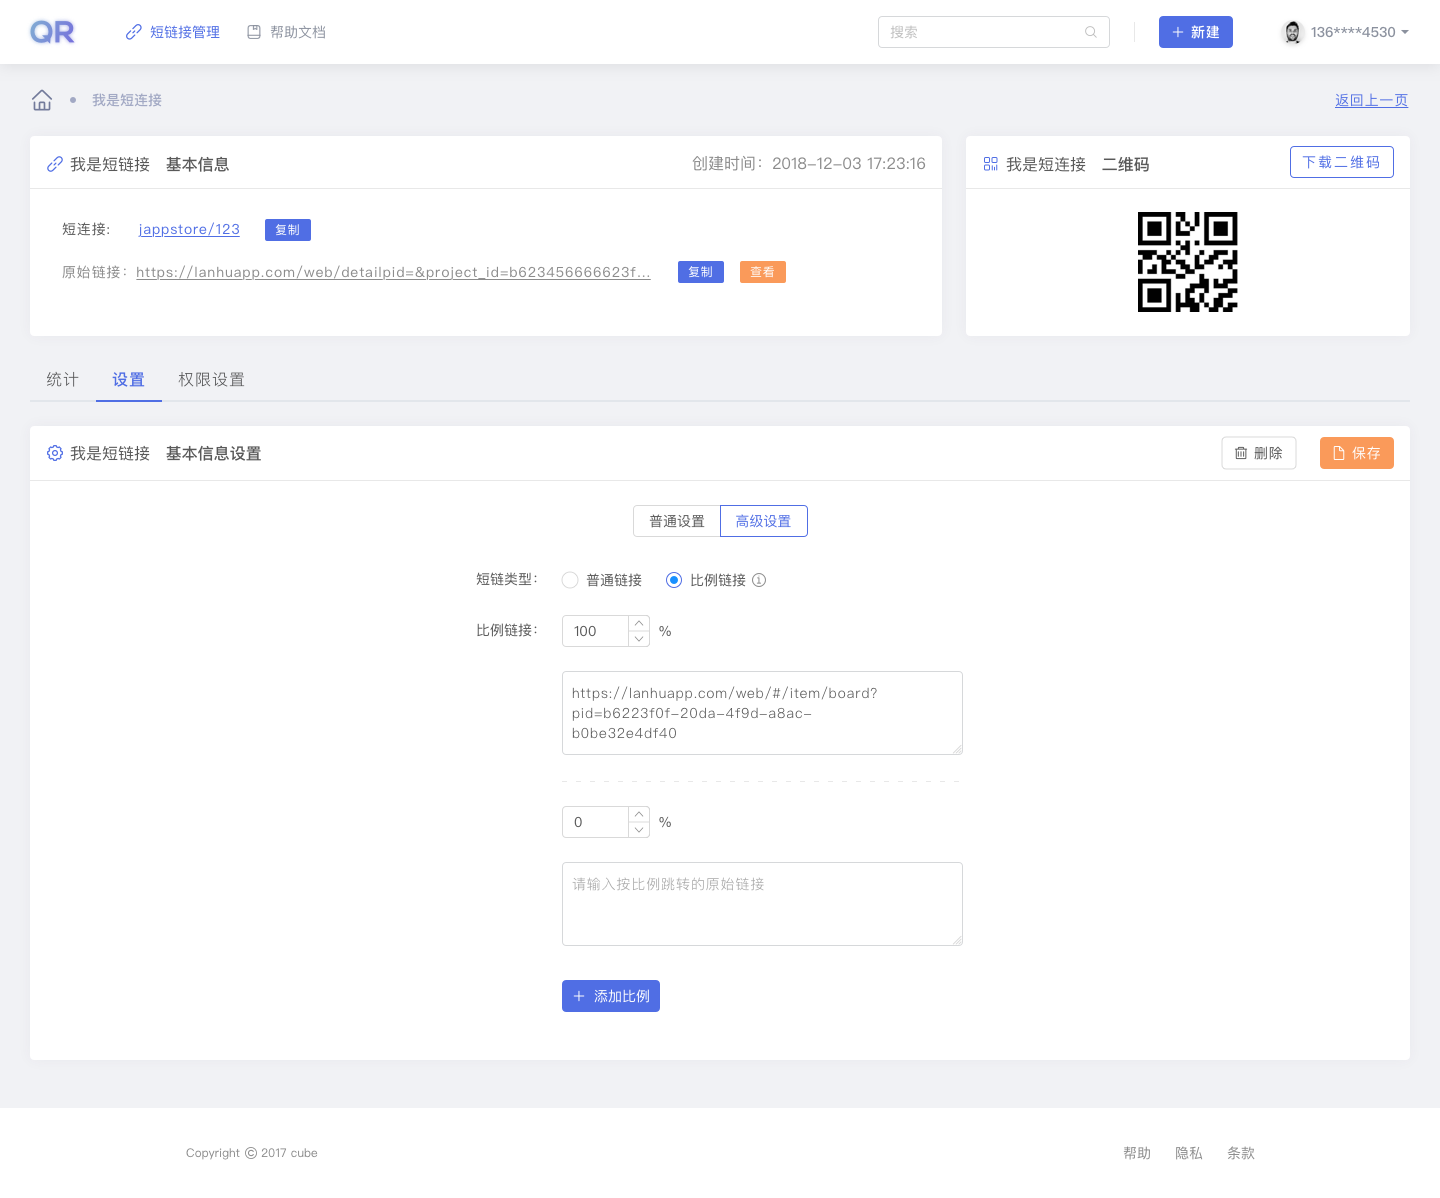 QR 短链接管理 帮助文档 搜索 新建 136****4530
我是短连接 返回上一页
我是短链接 基本信息 创建时间：2018-12-03 17:23:16
我是短连接 二维码 下载二维码
短连接: jappstore/123 复制
原始链接: https://lanhuapp.com/web/detailpid=&project_id=b623456666623f... 复制 查看
统计 设置 权限设置
我是短链接 基本信息设置 删除 保存
普通设置 高级设置
短链类型: 普通链接 比例链接
比例链接: 100 %
https://lanhuapp.com/web/#/item/board?
pid=b6223f0f-20da-4f9d-a8ac-
b0be32e4df40
0 %
请输入按比例跳转的原始链接
添加比例
Copyright © 2017 cube 帮助 隐私 条款